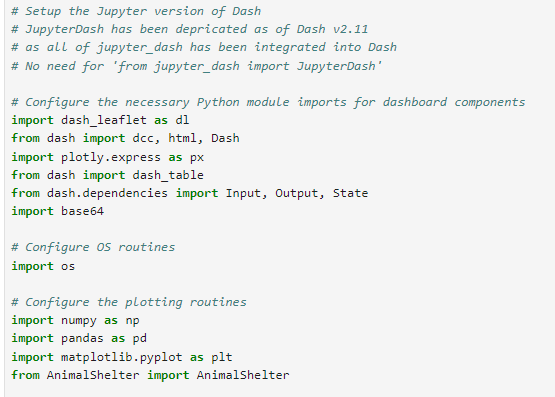 # Setup the Jupyter version of Dash
# JupyterDash has been depricated as of Dash v2.11
# as all of jupyter_dash has been integrated into Dash
# No need for 'from jupyter_dash import JupyterDash'
# Configure the necessary Python module imports for dashboard components
import dash_leaflet as dl
from dash import dcc, html, Dash
import plotly.express as px
from dash import dash_table
from dash.dependencies import Input, Output, State
import base64
# Configure OS routines
import os
# Configure the plotting routines
import numpy as np
import pandas as pd
import matplotlib.pyplot as plt
from AnimalShelter import AnimalShelter